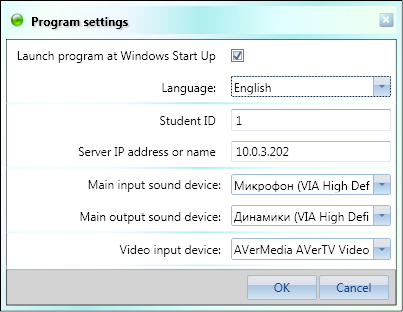 Program settings
Launch program at Windows Start Up
Language: English
Student ID 1
Server IP address or name 10.0.3.202
Main input sound device: Микрофон (VIA High Def
Main output sound device: Динамики (VIA High Defi
Video input device: AVerMedia AVerTV Video
OK Cancel